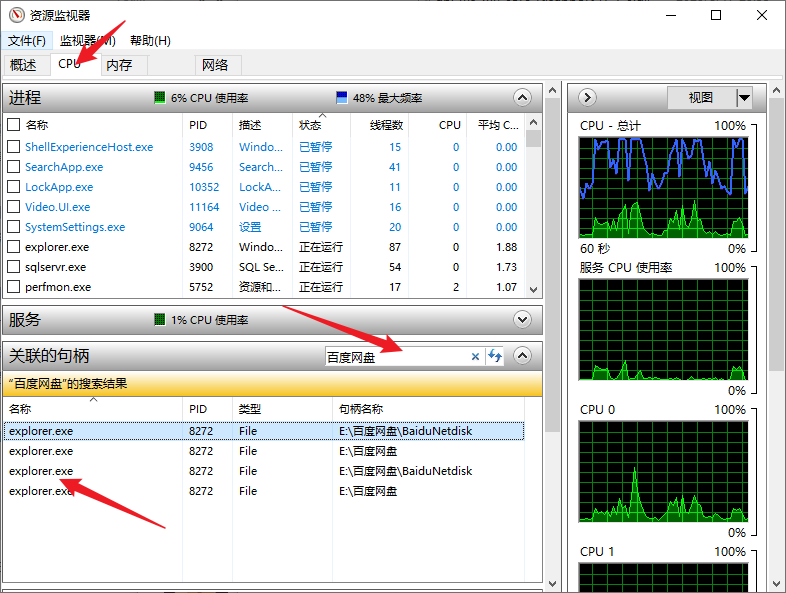 资源监视器
文件(F) 监视器(M) 帮助(H)
概述 CPU 内存 网络
进程 6% CPU 使用率 48% 最大频率
名称 PID 描述 状态 线程数 CPU 平均 C...
ShellExperienceHost.exe 3908 Windo... 已暂停 15 0 0.00
SearchApp.exe 9456 Search... 已暂停 41 0 0.00
LockApp.exe 10352 LockA... 已暂停 11 0 0.00
Video.UI.exe 11164 Video ... 已暂停 16 0 0.00
SystemSettings.exe 9064 设置 已暂停 20 0 0.00
explorer.exe 8272 Windo... 正在运行 87 0 1.88
sqlservr.exe 3900 SQL Se... 正在运行 54 0 1.73
perfmon.exe 5752 资源和... 正在运行 17 2 1.07
服务 1% CPU 使用率
关联的句柄 百度网盘
“百度网盘”的搜索结果
名称 PID 类型 句柄名称
explorer.exe 8272 File E:\百度网盘\BaiduNetdisk
explorer.exe 8272 File E:\百度网盘
explorer.exe 8272 File E:\百度网盘\BaiduNetdisk
explorer.exe 8272 File E:\百度网盘
视图
CPU - 总计 100%
60 秒 0%
服务 CPU 使用率 100%
0%
CPU 0 100%
0%
CPU 1 100%